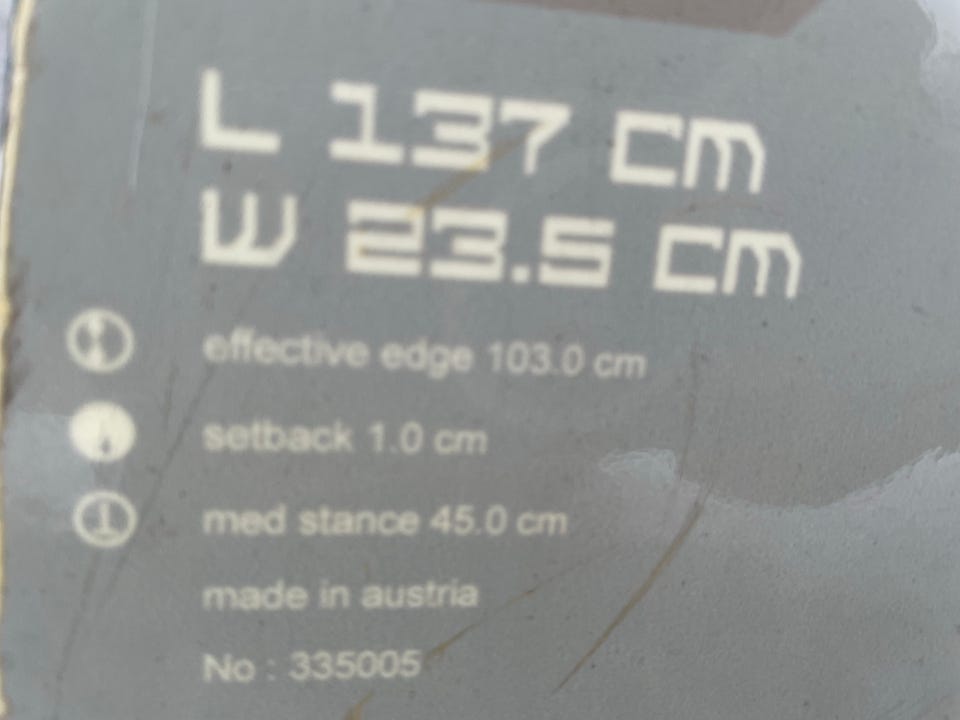 L 137 CM
W 23.5 CM
effective edge 103.0 cm
setback 1.0 cm
med stance 45.0 cm
made in austria
No : 335005